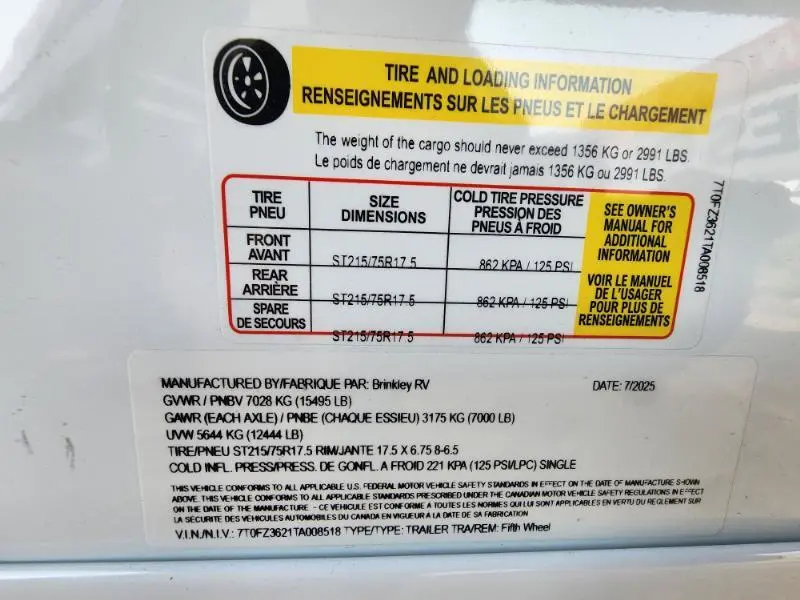 TIRE AND LOADING INFORMATION
RENSEIGNEMENTS SUR LES PNEUS ET LE CHARGEMENT
The weight of the cargo should never exceed 1356 KG or 2991 LBS.
Le poids de chargement ne devrait jamais 1356 KG ou 2991 LBS.
TIRE
PNEU
SIZE
DIMENSIONS
COLD TIRE PRESSURE
PRESSION DES
PNEUS À FROID
SEE OWNER'S
MANUAL FOR
ADDITIONAL
INFORMATION
VOIR LE MANUEL
DE L'USAGER
POUR PLUS DE
RENSEIGNEMENTS
FRONT
AVANT
ST215/75R17.5
862 KPA / 125 PSI
REAR
ARRIÈRE
ST215/75R17.5
862 KPA / 125 PSI
SPARE
DE SECOURS
ST215/75R17.5
862 KPA / 125 PSI
7T0FZ3621TA008518
MANUFACTURED BY/FABRIQUE PAR: Brinkley RV DATE: 7/2025
GVWR / PNBV 7028 KG (15495 LB)
GAWR (EACH AXLE) / PNBE (CHAQUE ESSIEU) 3175 KG (7000 LB)
UVW 5644 KG (12444 LB)
TIRE/PNEU ST215/75R17.5 RIM/JANTE 17.5 X 6.75 8-6.5
COLD INFL. PRESS/PRESS. DE GONFL. A FROID 221 KPA (125 PSI/LPC) SINGLE
THIS VEHICLE CONFORMS TO ALL APPLICABLE U.S. FEDERAL MOTOR VEHICLE SAFETY STANDARDS IN EFFECT ON THE DATE OF MANUFACTURE SHOWN
ABOVE. THIS VEHICLE CONFORMS TO ALL APPLICABLE STANDARDS PRESCRIBED UNDER THE CANADIAN MOTOR VEHICLE SAFETY REGULATIONS IN EFFECT
ON THE DATE OF MANUFACTURE. - CE VÉHICULE EST CONFORME A TOUTES LES NORMES QUI LUI SONT APPLICABLES EN VERTU DU REGLEMENT SUR
LA SÉCURITE DES VEHICULES AUTOMOBILES DU CANADA EN VIGUEUR A LA DATE DE SA FABRICATION
V.I.N./N.I.V.: 7T0FZ3621TA008518 TYPE/TYPE: TRAILER TRA/REM: Fifth Wheel